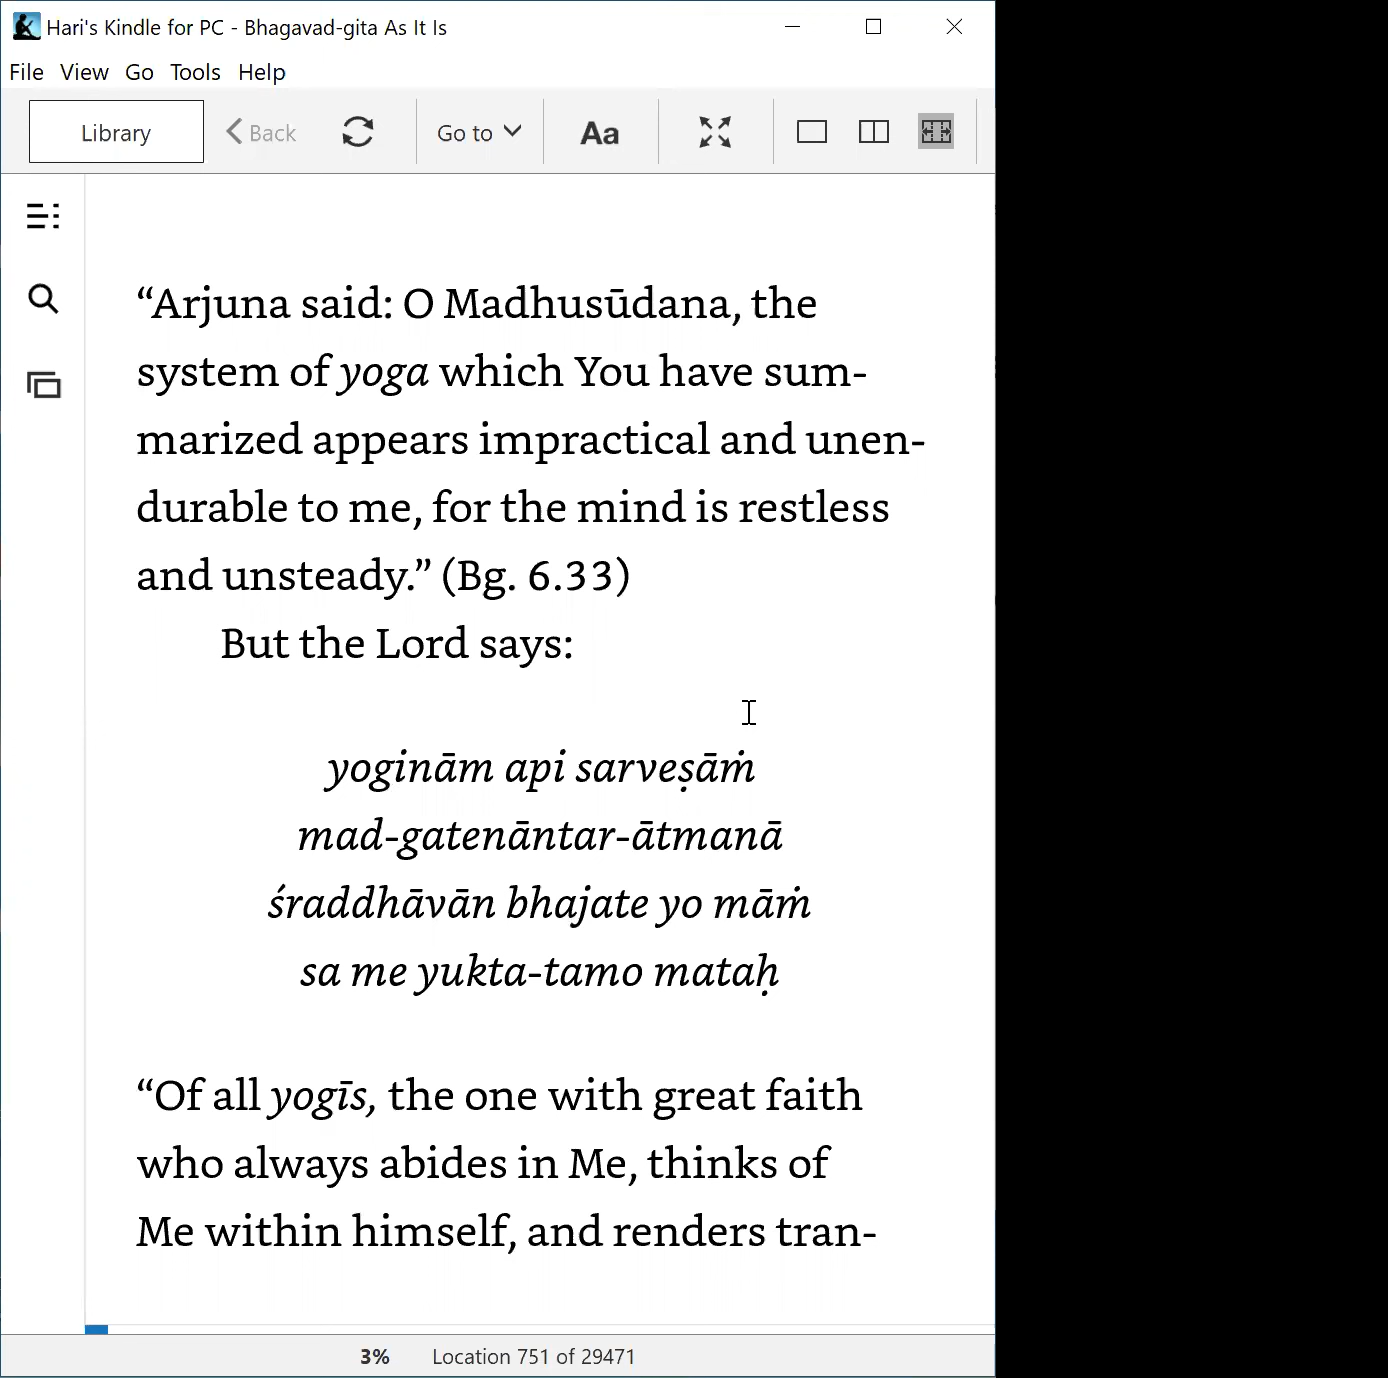 Hari's Kindle for PC - Bhagavad-gita As It Is
File View Go Tools Help
Library Back Go to Aa
“Arjuna said: O Madhusūdana, the
system of yoga which You have sum-
marized appears impractical and unen-
durable to me, for the mind is restless
and unsteady.” (Bg. 6.33)
But the Lord says:
yoginām api sarveṣāṁ
mad-gatenāntar-ātmanā
śraddhāvān bhajate yo māṁ
sa me yukta-tamo mataḥ
“Of all yogīs, the one with great faith
who always abides in Me, thinks of
Me within himself, and renders tran-
3% Location 751 of 29471